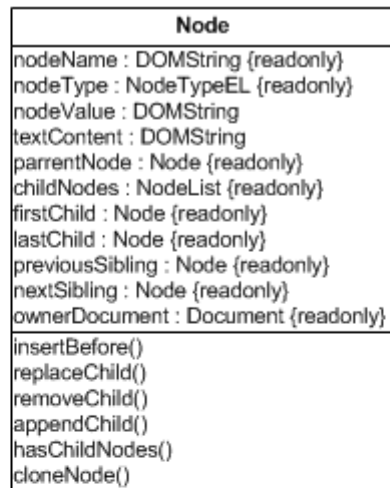 Node
nodeName : DOMString {readonly}
nodeType : NodeTypeEL {readonly}
nodeValue : DOMString
textContent : DOMString
parrentNode : Node {readonly}
childNodes : NodeList {readonly}
firstChild : Node {readonly}
lastChild : Node {readonly}
previousSibling : Node {readonly}
nextSibling : Node {readonly}
ownerDocument : Document {readonly}
insertBefore()
replaceChild()
removeChild()
appendChild()
hasChildNodes()
cloneNode()